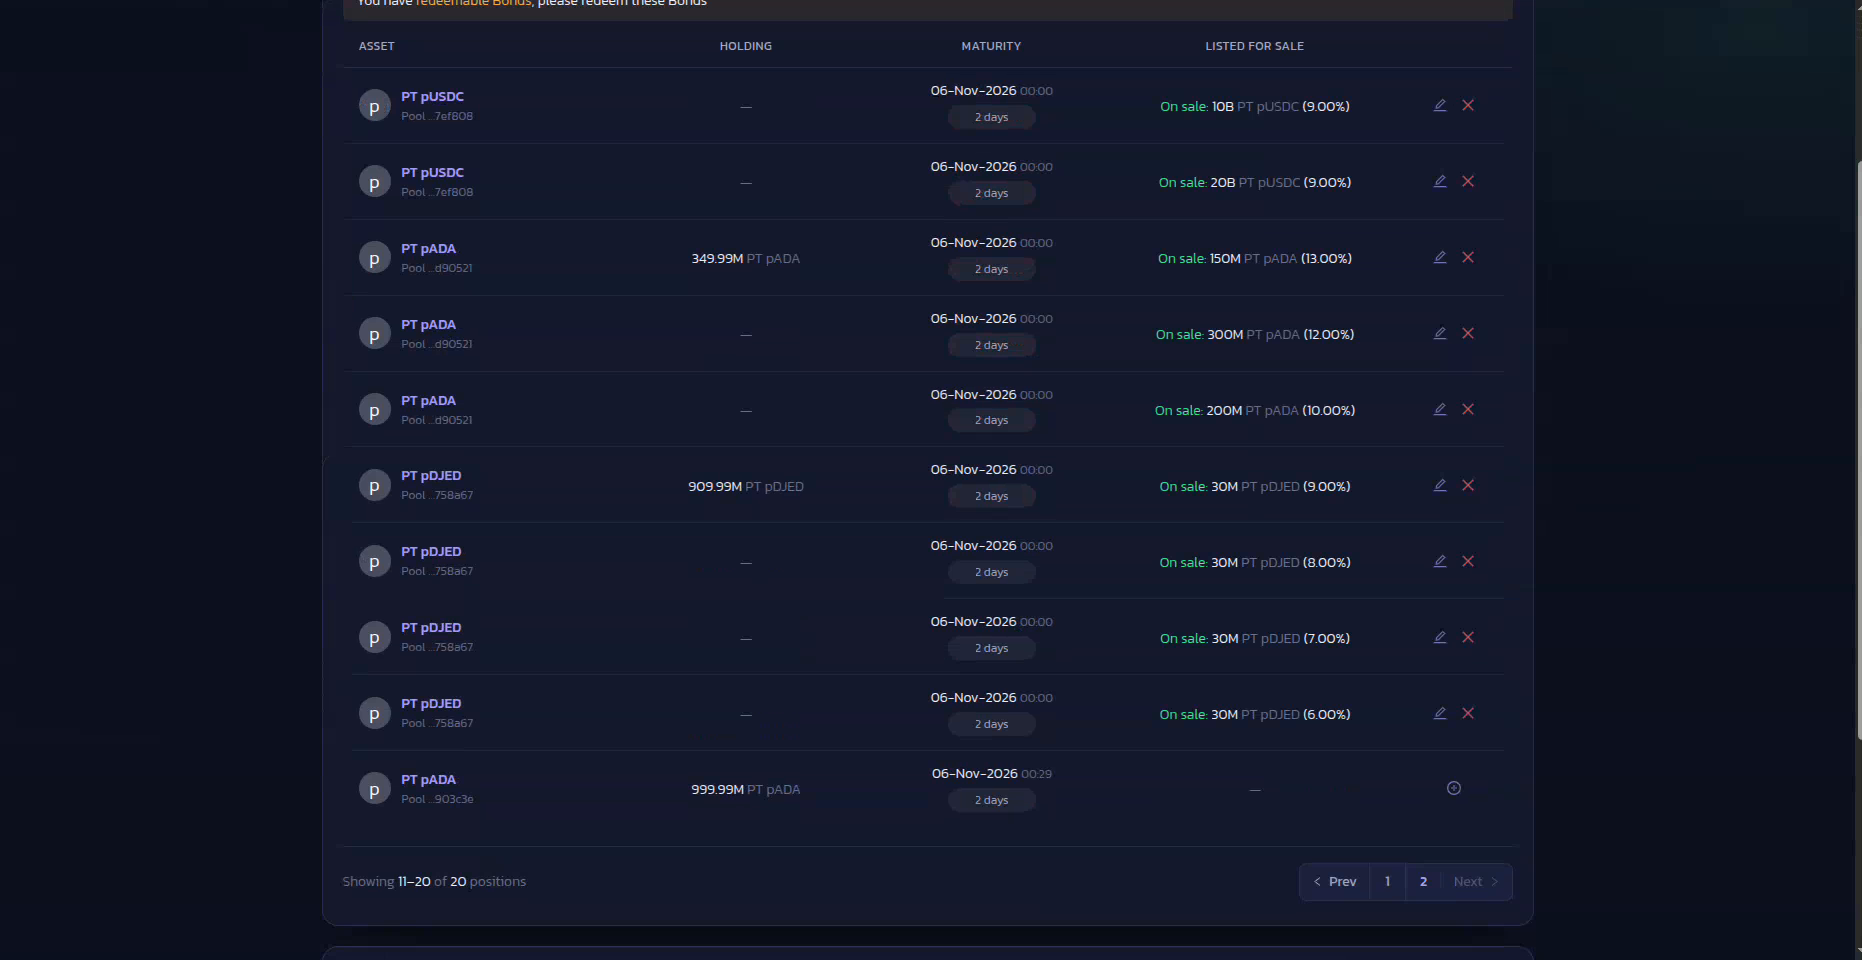 You have redeemable Bonds, please redeem these Bonds
ASSET HOLDING MATURITY LISTED FOR SALE
p PT pUSDC Pool ...7ef808 — 06-Nov-2026 00:00 2 days On sale: 10B PT pUSDC (9.00%)
p PT pUSDC Pool ...7ef808 — 06-Nov-2026 00:00 2 days On sale: 20B PT pUSDC (9.00%)
p PT pADA Pool ...d90521 349.99M PT pADA 06-Nov-2026 00:00 2 days On sale: 150M PT pADA (13.00%)
p PT pADA Pool ...d90521 — 06-Nov-2026 00:00 2 days On sale: 300M PT pADA (12.00%)
p PT pADA Pool ...d90521 — 06-Nov-2026 00:00 2 days On sale: 200M PT pADA (10.00%)
p PT pDJED Pool ...758a67 909.99M PT pDJED 06-Nov-2026 00:00 2 days On sale: 30M PT pDJED (9.00%)
p PT pDJED Pool ...758a67 — 06-Nov-2026 00:00 2 days On sale: 30M PT pDJED (8.00%)
p PT pDJED Pool ...758a67 — 06-Nov-2026 00:00 2 days On sale: 30M PT pDJED (7.00%)
p PT pDJED Pool ...758a67 — 06-Nov-2026 00:00 2 days On sale: 30M PT pDJED (6.00%)
p PT pADA Pool ...903c3e 999.99M PT pADA 06-Nov-2026 00:29 2 days —
Showing 11–20 of 20 positions < Prev 1 2 Next >